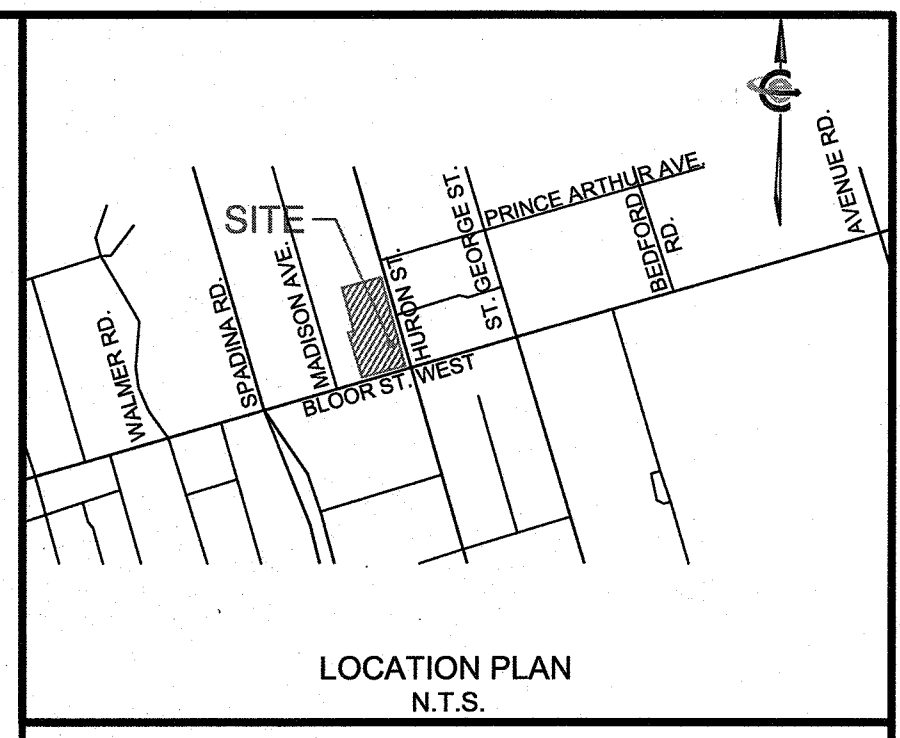 AVENUE RD.
PRINCE ARTHUR AVE.
ST. GEORGE ST.
BEDFORD
RD.
SITE
HURON ST.
MADISON AVE.
SPADINA RD.
WALMER RD.
BLOOR ST. WEST
LOCATION PLAN
N.T.S.